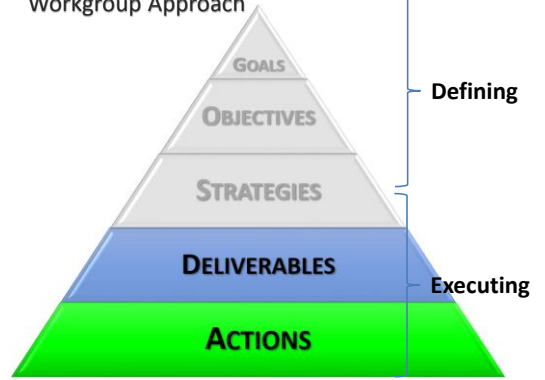 Workgroup Approach
GOALS
OBJECTIVES
STRATEGIES
DELIVERABLES
ACTIONS
Defining
Executing